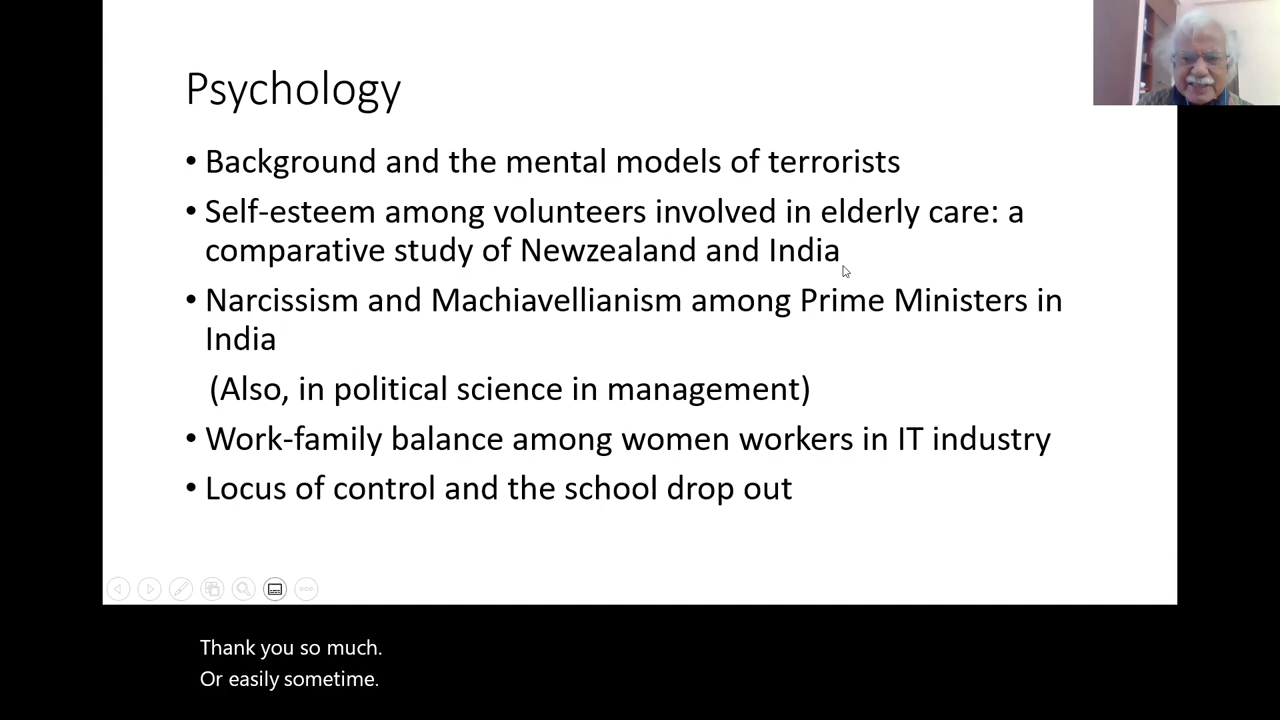 Psychology
• Background and the mental models of terrorists
• Self-esteem among volunteers involved in elderly care: a
comparative study of Newzealand and India
• Narcissism and Machiavellianism among Prime Ministers in
India
(Also, in political science in management)
• Work-family balance among women workers in IT industry
• Locus of control and the school drop out
Thank you so much.
Or easily sometime.